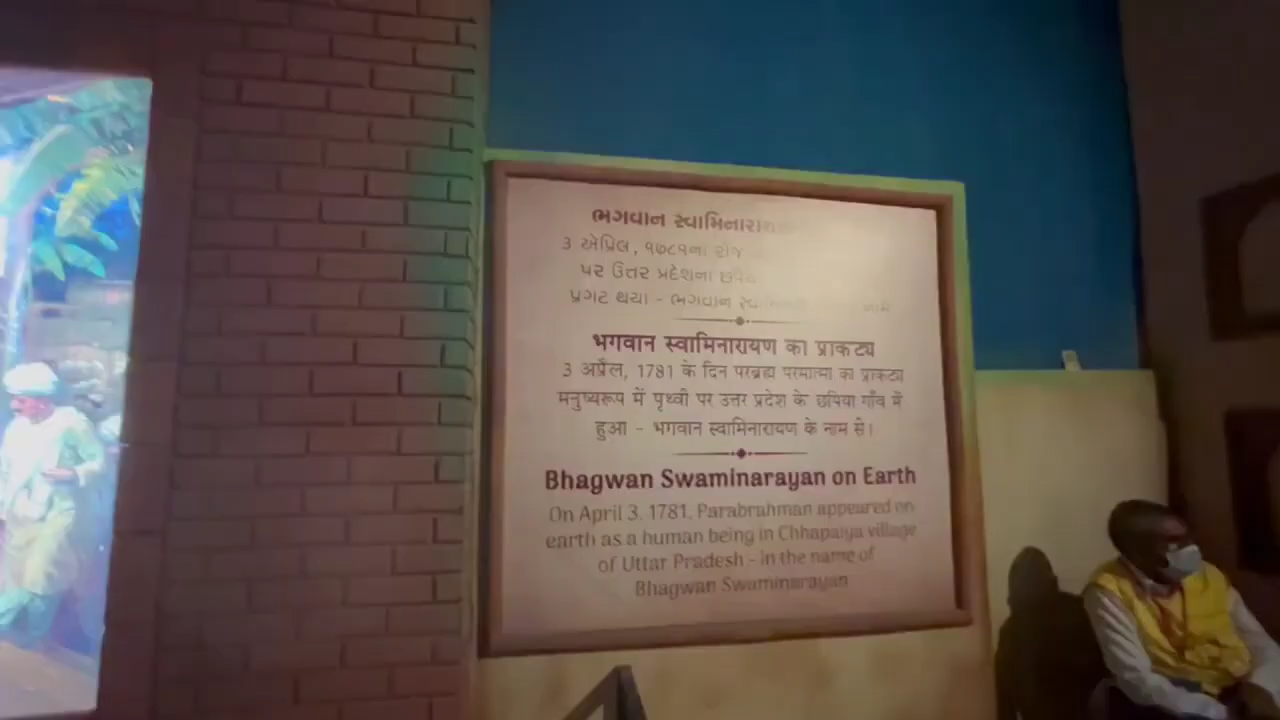 ભગવાન
3 એપ્રિલ, ૧૭૮૧ના રોજ
પર ઉત્તર પ્રદેશના
પ્રગટ થયા - ભગવાન
भगवान स्वामिनारायण का प्राकट्य
3 अप्रैल, 1781 के दिन परब्रह्म परमात्मा का प्राकट्य
मनुष्यरूप में पृथ्वी पर उत्तर प्रदेश के छपिया गाँव में
हुआ - भगवान स्वामिनारायण के नाम से।
Bhagwan Swaminarayan on Earth
On April 3, 1781, Parabrahman appeared on
earth as a human being in Chhapaiya village
of Uttar Pradesh - in the name of
Bhagwan Swaminarayan